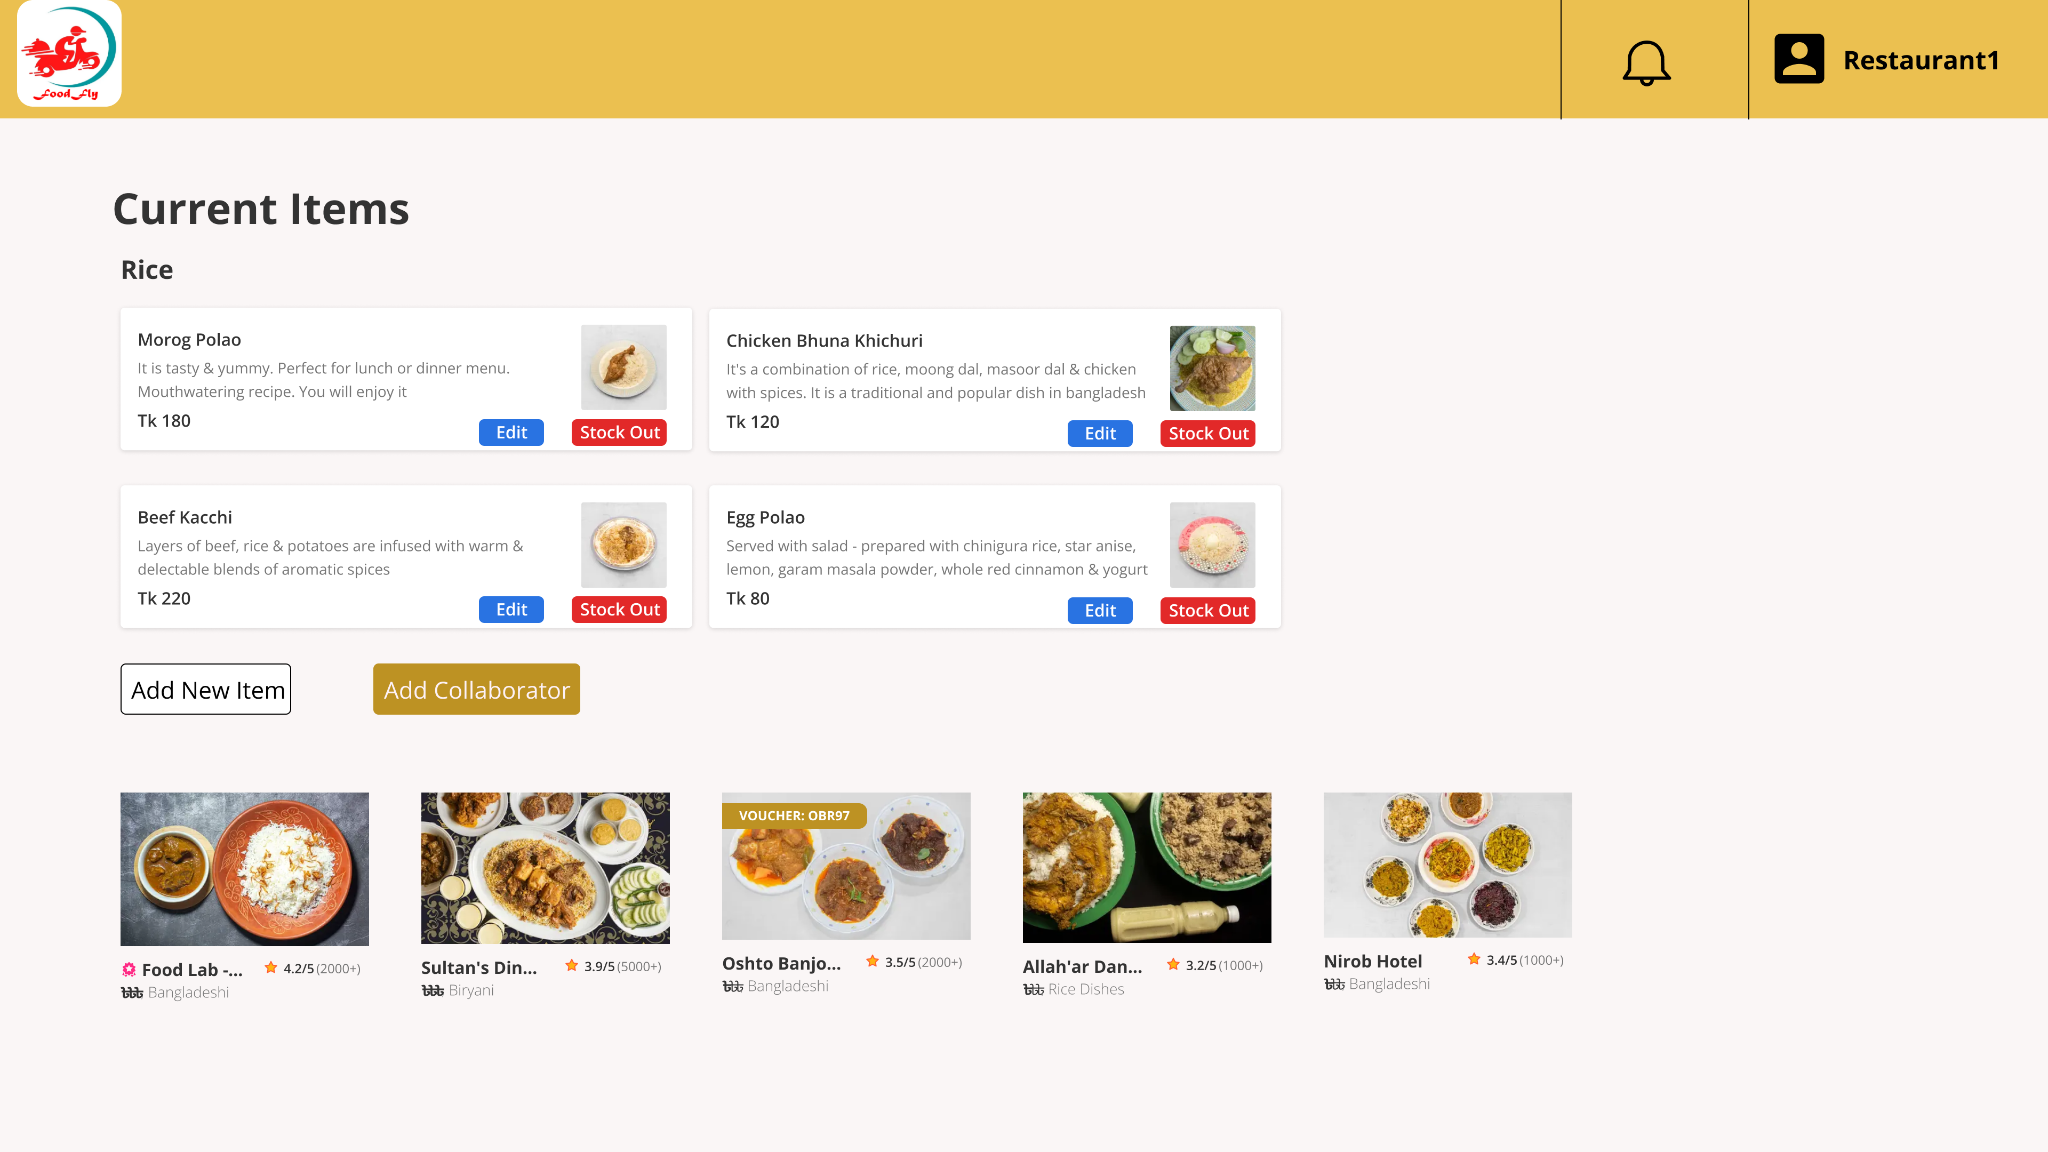 Food Fly
Restaurant1
Current Items
Rice
Morog Polao
It is tasty & yummy. Perfect for lunch or dinner menu.
Mouthwatering recipe. You will enjoy it
Tk 180
Edit
Stock Out
Chicken Bhuna Khichuri
It's a combination of rice, moong dal, masoor dal & chicken
with spices. It is a traditional and popular dish in bangladesh
Tk 120
Edit
Stock Out
Beef Kacchi
Layers of beef, rice & potatoes are infused with warm &
delectable blends of aromatic spices
Tk 220
Edit
Stock Out
Egg Polao
Served with salad - prepared with chinigura rice, star anise,
lemon, garam masala powder, whole red cinnamon & yogurt
Tk 80
Edit
Stock Out
Add New Item
Add Collaborator
Food Lab -...
4.2/5 (2000+)
৳৳৳ Bangladeshi
Sultan's Din...
3.9/5 (5000+)
৳৳৳ Biryani
VOUCHER: OBR97
Oshto Banjo...
3.5/5 (2000+)
৳৳৳ Bangladeshi
Allah'ar Dan...
3.2/5 (1000+)
৳৳৳ Rice Dishes
Nirob Hotel
3.4/5 (1000+)
৳৳৳ Bangladeshi